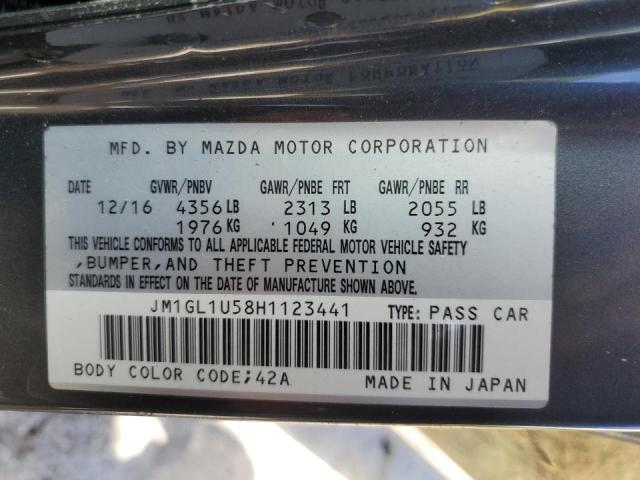 MFD. BY MAZDA MOTOR CORPORATION
DATE GVWR/PNBV GAWR/PNBE FRT GAWR/PNBE RR
12/16 4356 LB 2313 LB 2055 LB
1976 KG 1049 KG 932 KG
THIS VEHICLE CONFORMS TO ALL APPLICABLE FEDERAL MOTOR VEHICLE SAFETY
,BUMPER,AND THEFT PREVENTION
STANDARDS IN EFFECT ON THE DATE OF MANUFACTURE SHOWN ABOVE.
JM1GL1U58H1123441 TYPE: PASS CAR
BODY COLOR CODE;42A MADE IN JAPAN